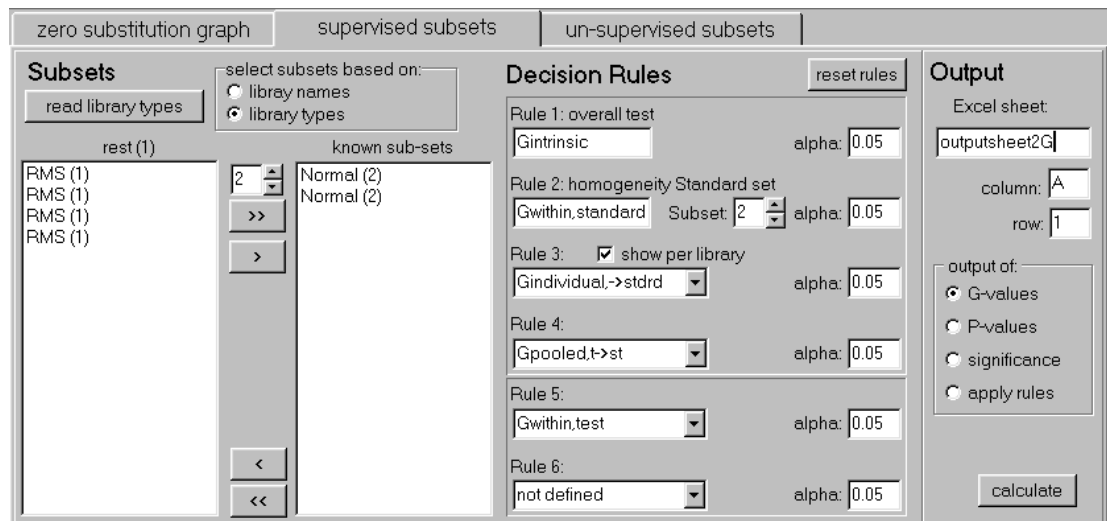 zero substitution graph
supervised subsets
un-supervised subsets
Subsets
read library types
select subsets based on:
libray names
library types
rest (1)
RMS (1)
RMS (1)
RMS (1)
RMS (1)
2
>>
>
<
<<
known sub-sets
Normal (2)
Normal (2)
Decision Rules
reset rules
Rule 1: overall test
Gintrinsic alpha: 0.05
Rule 2: homogeneity Standard set
Gwithin,standard Subset: 2 alpha: 0.05
Rule 3: show per library
Gindividual,->stdrd alpha: 0.05
Rule 4:
Gpooled,t->st alpha: 0.05
Rule 5:
Gwithin,test alpha: 0.05
Rule 6:
not defined alpha: 0.05
Output
Excel sheet:
outputsheet2G
column: A
row: 1
output of:
G-values
P-values
significance
apply rules
calculate